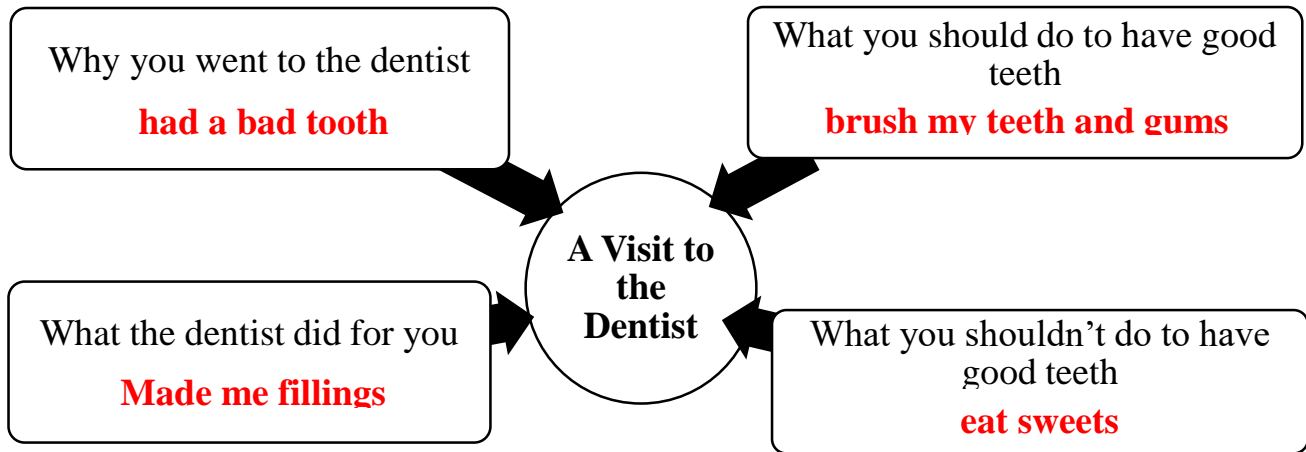 Why you went to the dentist
had a bad tooth
What you should do to have good
teeth
brush my teeth and gums
A Visit to
the
Dentist
What the dentist did for you
Made me fillings
What you shouldn’t do to have
good teeth
eat sweets